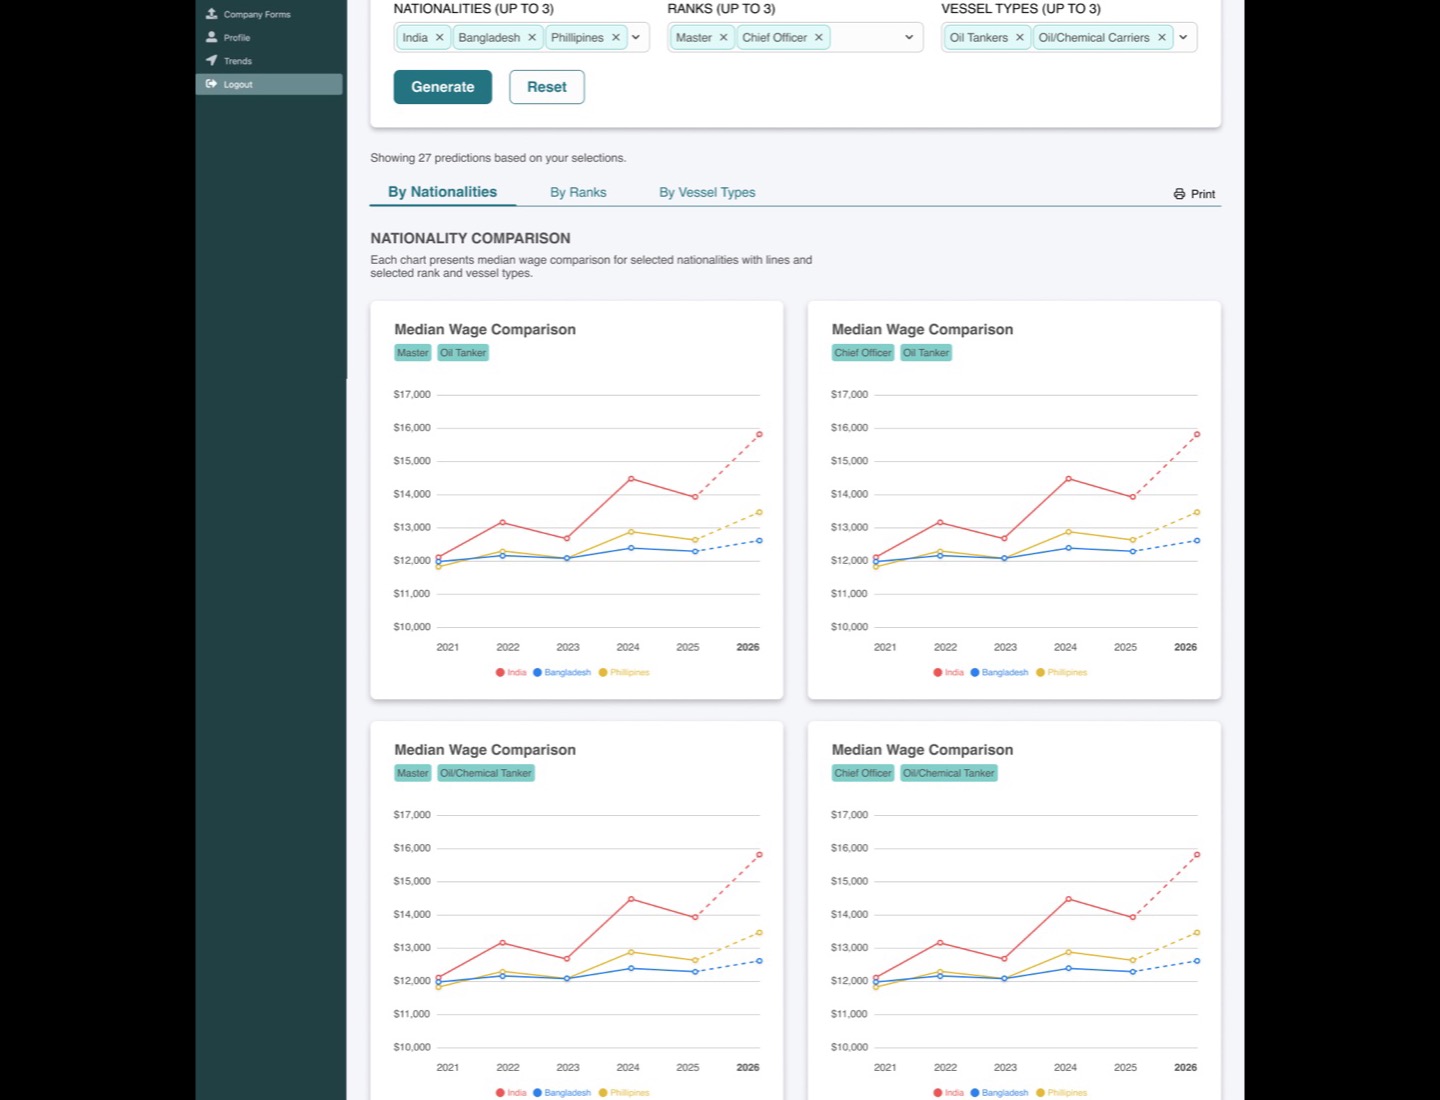 Company Forms
Profile
Trends
Logout
NATIONALITIES (UP TO 3)
India × Bangladesh × Phillipines ×
RANKS (UP TO 3)
Master × Chief Officer ×
VESSEL TYPES (UP TO 3)
Oil Tankers × Oil/Chemical Carriers ×
Generate
Reset
Showing 27 predictions based on your selections.
By Nationalities
By Ranks
By Vessel Types
Print
NATIONALITY COMPARISON
Each chart presents median wage comparison for selected nationalities with lines and
selected rank and vessel types.
Median Wage Comparison
Master Oil Tanker
$17,000
$16,000
$15,000
$14,000
$13,000
$12,000
$11,000
$10,000
2021 2022 2023 2024 2025 2026
India Bangladesh Phillipines
Median Wage Comparison
Chief Officer Oil Tanker
$17,000
$16,000
$15,000
$14,000
$13,000
$12,000
$11,000
$10,000
2021 2022 2023 2024 2025 2026
India Bangladesh Phillipines
Median Wage Comparison
Master Oil/Chemical Tanker
$17,000
$16,000
$15,000
$14,000
$13,000
$12,000
$11,000
$10,000
2021 2022 2023 2024 2025 2026
India Bangladesh Phillipines
Median Wage Comparison
Chief Officer Oil/Chemical Tanker
$17,000
$16,000
$15,000
$14,000
$13,000
$12,000
$11,000
$10,000
2021 2022 2023 2024 2025 2026
India Bangladesh Phillipines